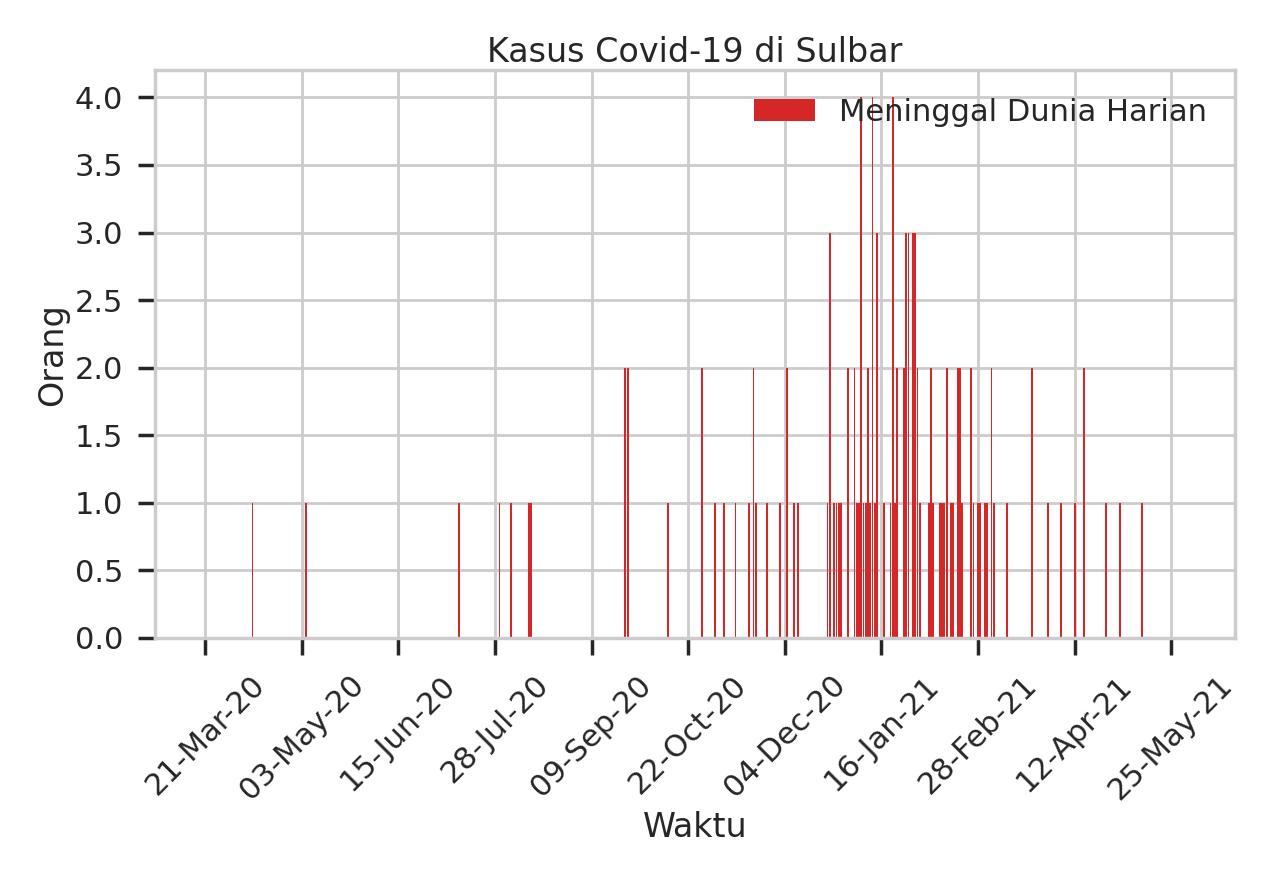 Kasus Covid-19 di Sulbar
Meninggal Dunia Harian
Orang
4.0
3.5
3.0
2.5
2.0
1.5
1.0
0.5
0.0
21-Mar-20
03-May-20
15-Jun-20
28-Jul-20
09-Sep-20
22-Oct-20
04-Dec-20
16-Jan-21
28-Feb-21
12-Apr-21
25-May-21
Waktu